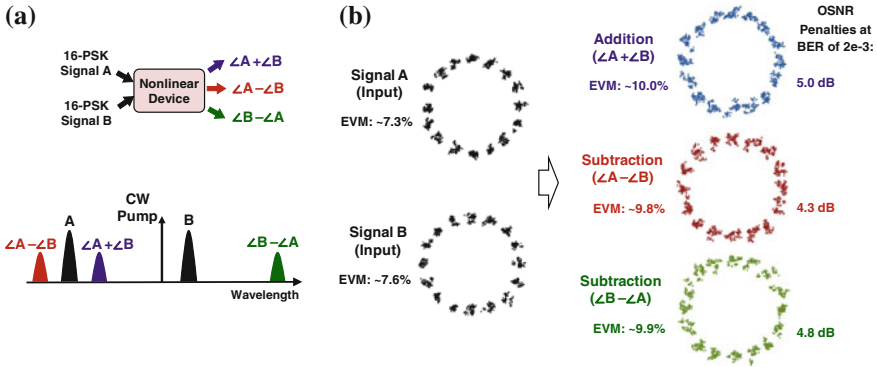 (a)
16-PSK
Signal A
16-PSK
Signal B
Nonlinear
Device
∠A+∠B
∠A−∠B
∠B−∠A
CW
Pump
A
B
∠A−∠B
∠A+∠B
∠B−∠A
Wavelength
(b)
Signal A
(Input)
EVM: ~7.3%
Signal B
(Input)
EVM: ~7.6%
Addition
(∠A+∠B)
EVM: ~10.0%
OSNR
Penalties at
BER of 2e-3:
5.0 dB
Subtraction
(∠A−∠B)
EVM: ~9.8%
4.3 dB
Subtraction
(∠B−∠A)
EVM: ~9.9%
4.8 dB